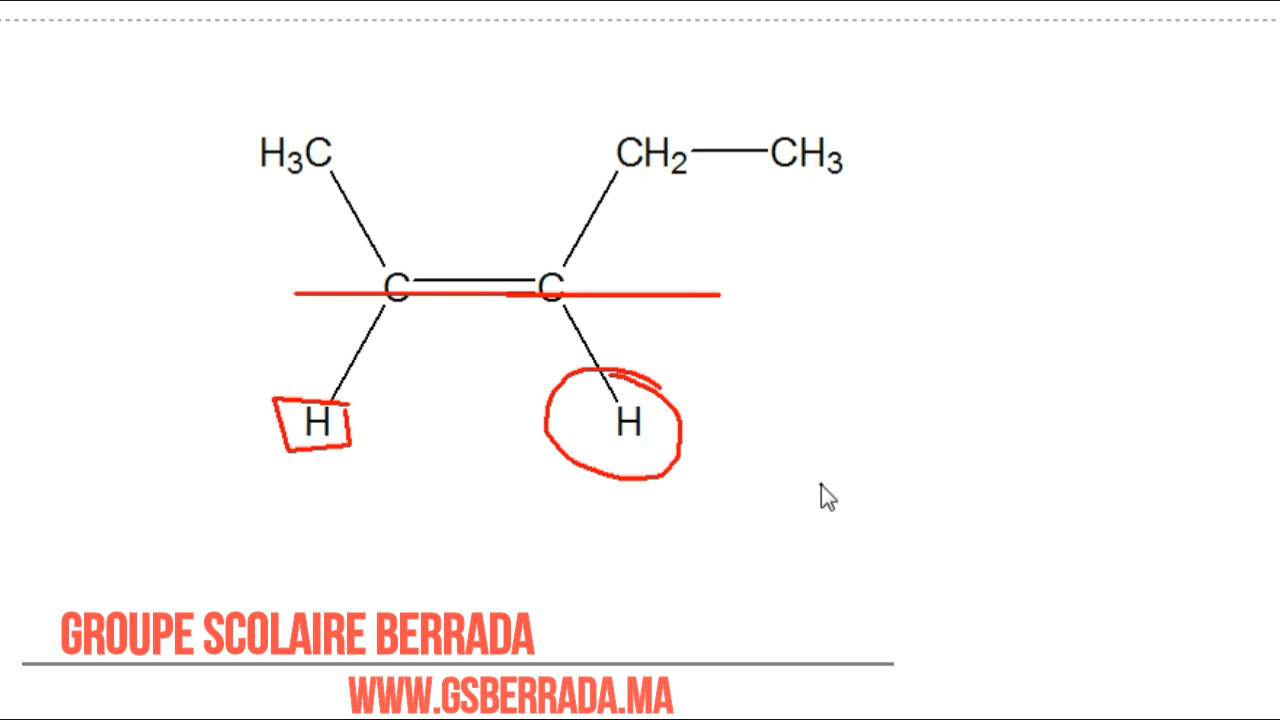 H₃C CH₂ CH₃
C C
H H
GROUPE SCOLAIRE BERRADA
WWW.GSBERRADA.MA